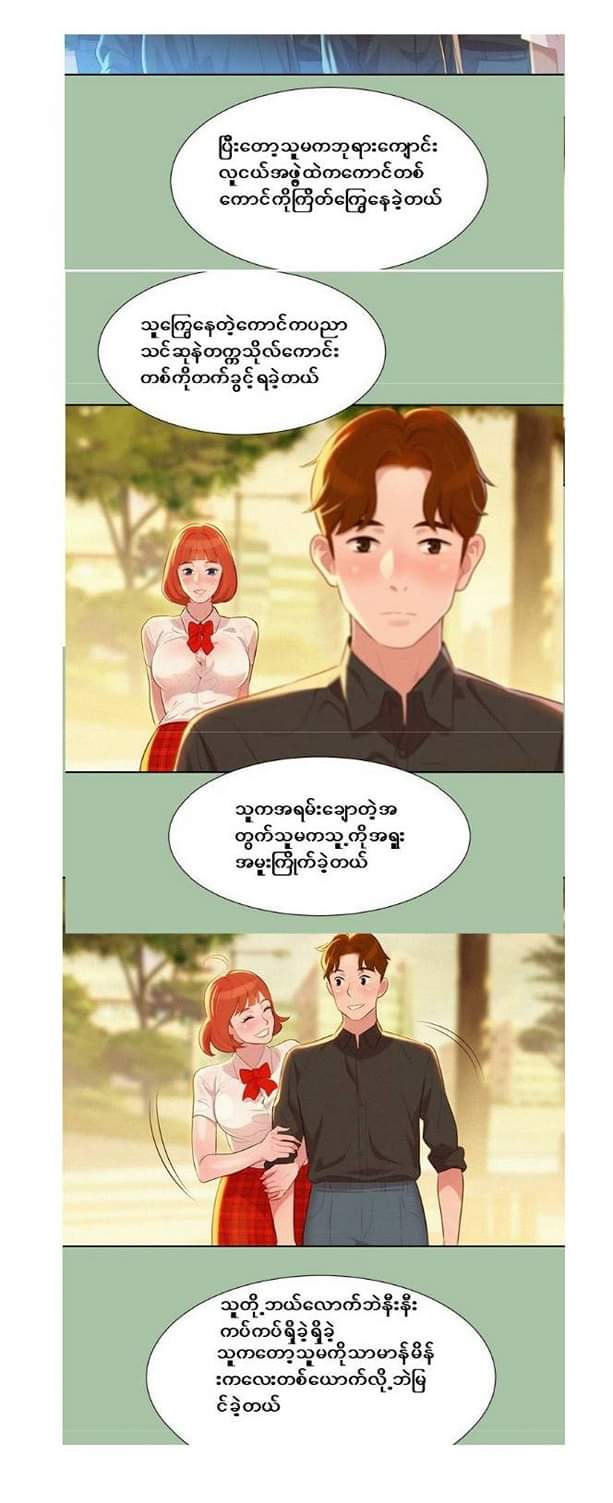 ပြီးတော့သူမကဘုရားကျောင်း
လူငယ်အဖွဲ့ထဲကကောင်တစ်
ကောင်ကိုကြိတ်ကြွေနေခဲ့တယ်
သူကြွေနေတဲ့ကောင်ကပညာ
သင်ဆုနဲ့တက္ကသိုလ်ကောင်း
တစ်ကိုတက်ခွင့်ရခဲ့တယ်
သူကအရမ်းချောတဲ့အ
တွက်သူမကသူ့ကိုအရူး
အမူးကြိုက်ခဲ့တယ်
သူတို့ဘယ်လောက်ဘဲနီးနီး
ကပ်ကပ်ရှိခဲ့ရှိခဲ့
သူကတော့သူမကိုသာမာန်မိန်
းကလေးတစ်ယောက်လို့ဘဲမြ
င်ခဲ့တယ်